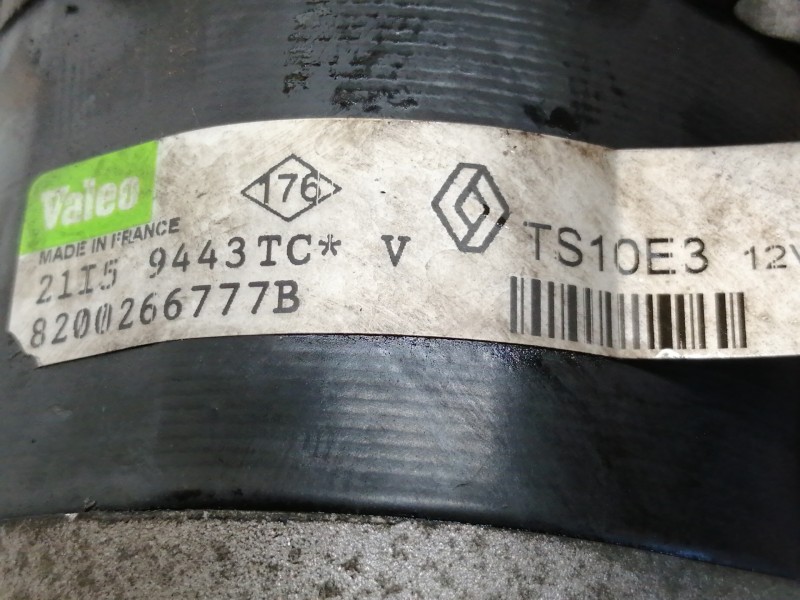 Valeo
MADE IN FRANCE
176
21I5 9443TC* V
8200266777B
TS10E3 12V